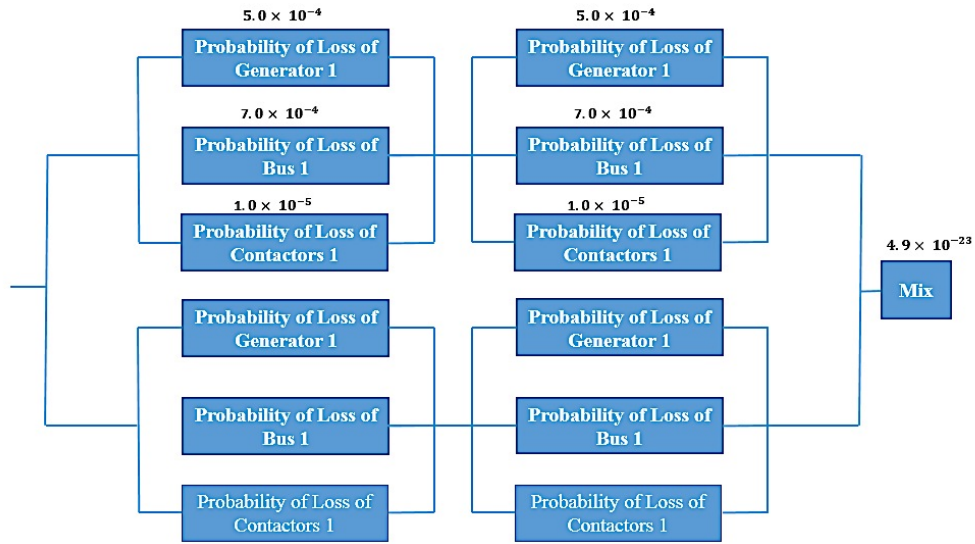 5.0 × 10⁻⁴
5.0 × 10⁻⁴
Probability of Loss of
Generator 1
Probability of Loss of
Generator 1
7.0 × 10⁻⁴
7.0 × 10⁻⁴
Probability of Loss of
Bus 1
Probability of Loss of
Bus 1
1.0 × 10⁻⁵
1.0 × 10⁻⁵
Probability of Loss of
Contactors 1
Probability of Loss of
Contactors 1
4.9 × 10⁻²³
Mix
Probability of Loss of
Generator 1
Probability of Loss of
Generator 1
Probability of Loss of
Bus 1
Probability of Loss of
Bus 1
Probability of Loss of
Contactors 1
Probability of Loss of
Contactors 1